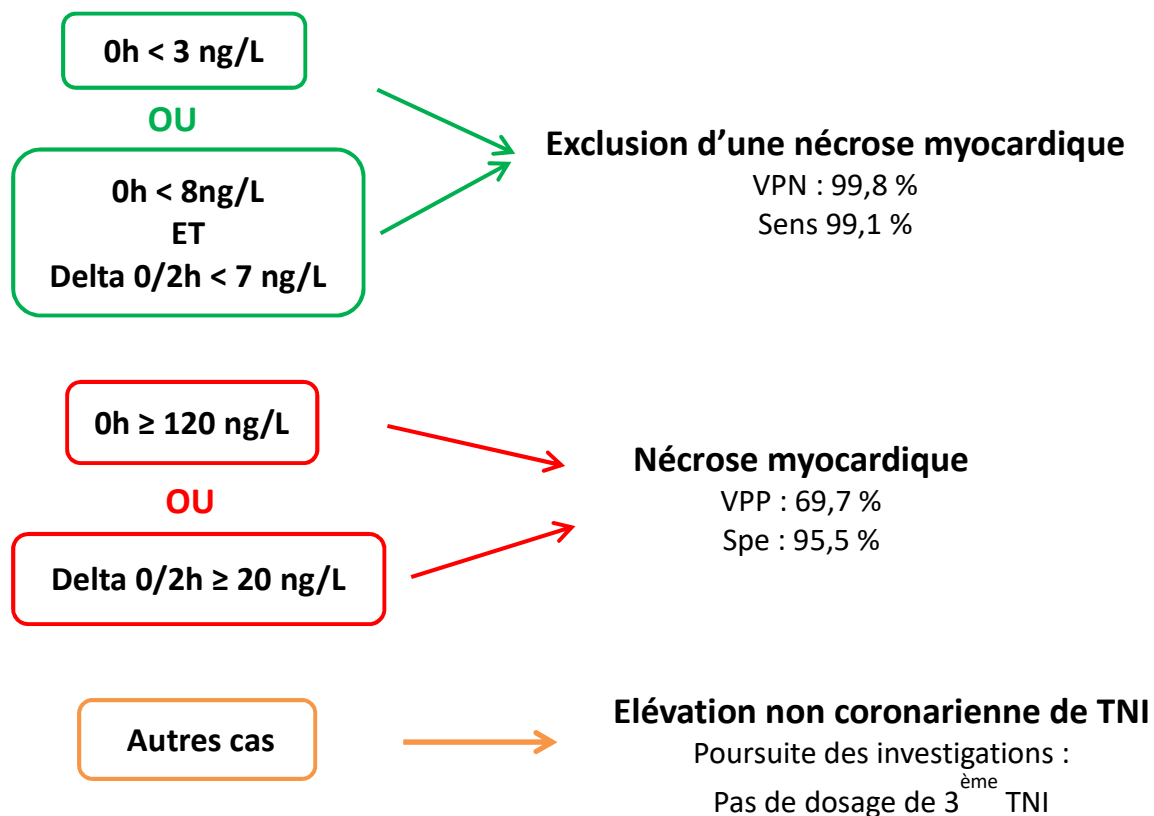 0h < 3 ng/L
OU
0h < 8ng/L
ET
Delta 0/2h < 7 ng/L
Exclusion d’une nécrose myocardique
VPN : 99,8 %
Sens 99,1 %
0h ≥ 120 ng/L
OU
Delta 0/2h ≥ 20 ng/L
Nécrose myocardique
VPP : 69,7 %
Spe : 95,5 %
Autres cas
Elévation non coronarienne de TNI
Poursuite des investigations :
Pas de dosage de 3ème TNI